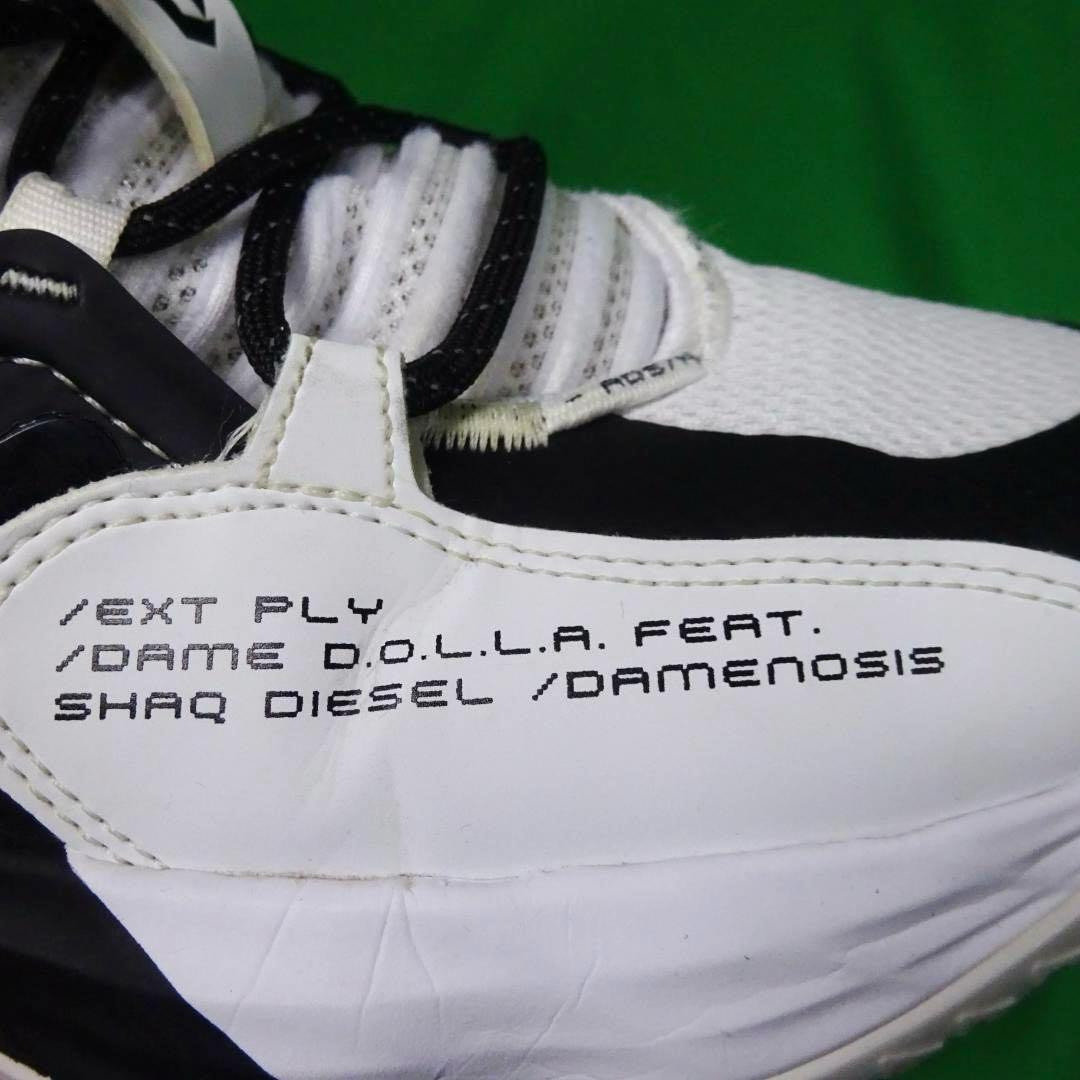 /EXT PLY
/DAME D.O.L.L.A. FEAT.
SHAQ DIESEL /DAMENOSIS